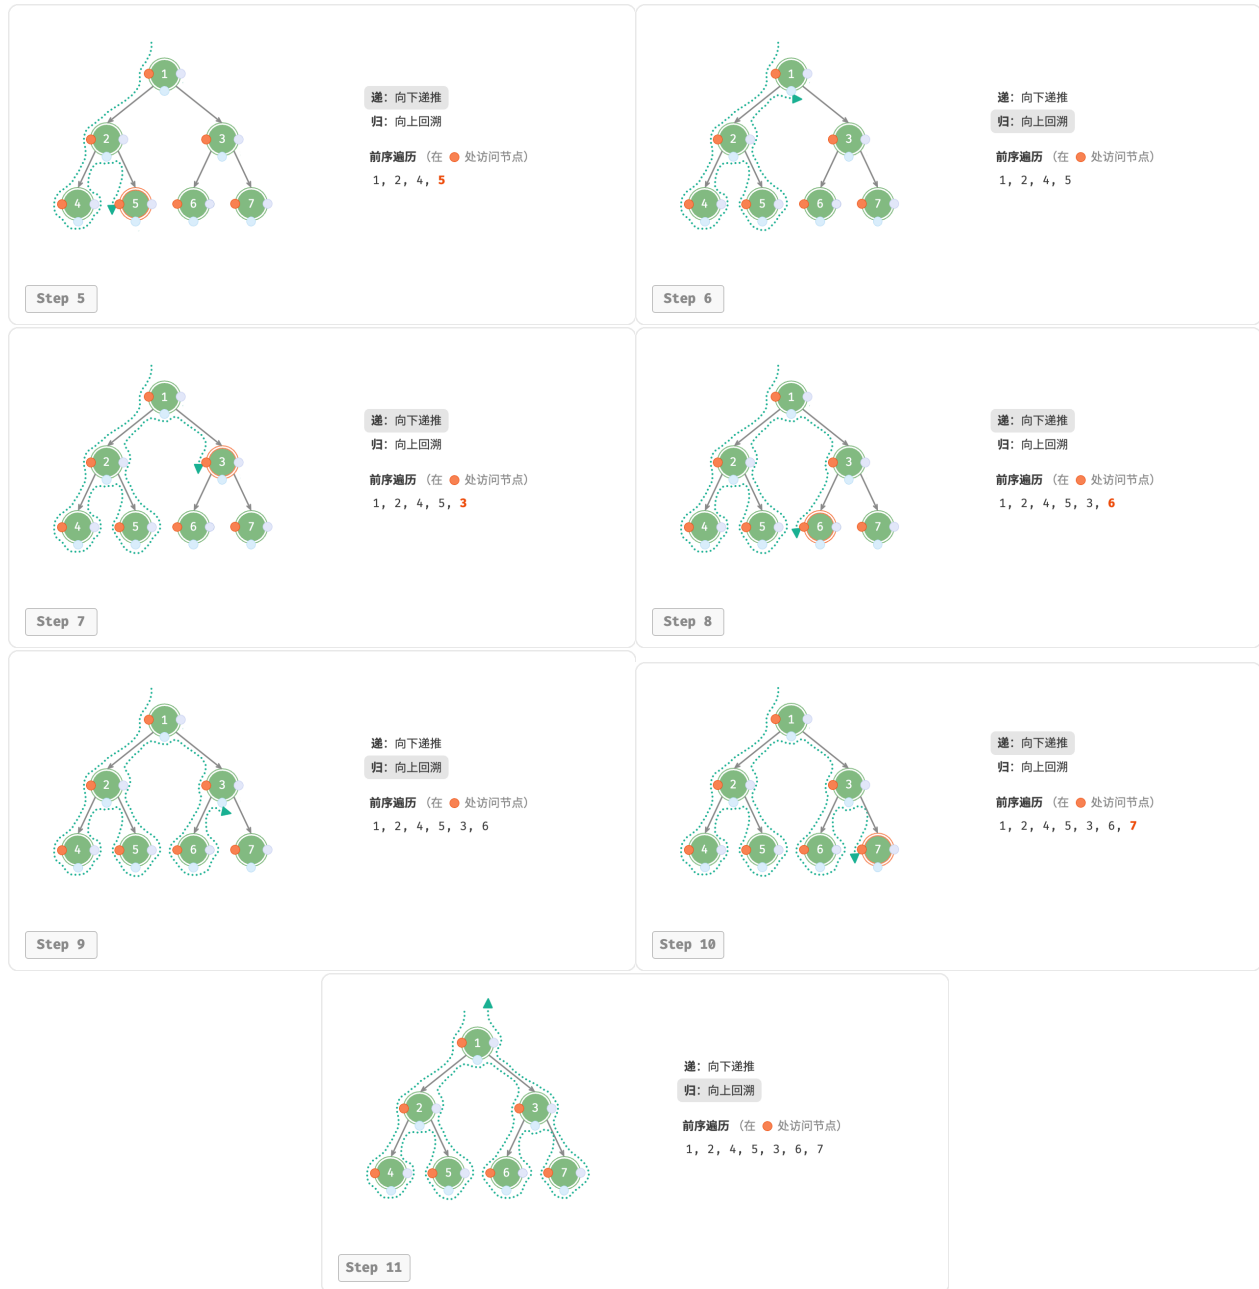 1
2
3
4
5
6
7
递：向下递推
归：向上回溯
前序遍历（在 处访问节点）
1, 2, 4, 5
Step 5
1
2
3
4
5
6
7
递：向下递推
归：向上回溯
前序遍历（在 处访问节点）
1, 2, 4, 5
Step 6
1
2
3
4
5
6
7
递：向下递推
归：向上回溯
前序遍历（在 处访问节点）
1, 2, 4, 5, 3
Step 7
1
2
3
4
5
6
7
递：向下递推
归：向上回溯
前序遍历（在 处访问节点）
1, 2, 4, 5, 3, 6
Step 8
1
2
3
4
5
6
7
递：向下递推
归：向上回溯
前序遍历（在 处访问节点）
1, 2, 4, 5, 3, 6
Step 9
1
2
3
4
5
6
7
递：向下递推
归：向上回溯
前序遍历（在 处访问节点）
1, 2, 4, 5, 3, 6, 7
Step 10
1
2
3
4
5
6
7
递：向下递推
归：向上回溯
前序遍历（在 处访问节点）
1, 2, 4, 5, 3, 6, 7
Step 11